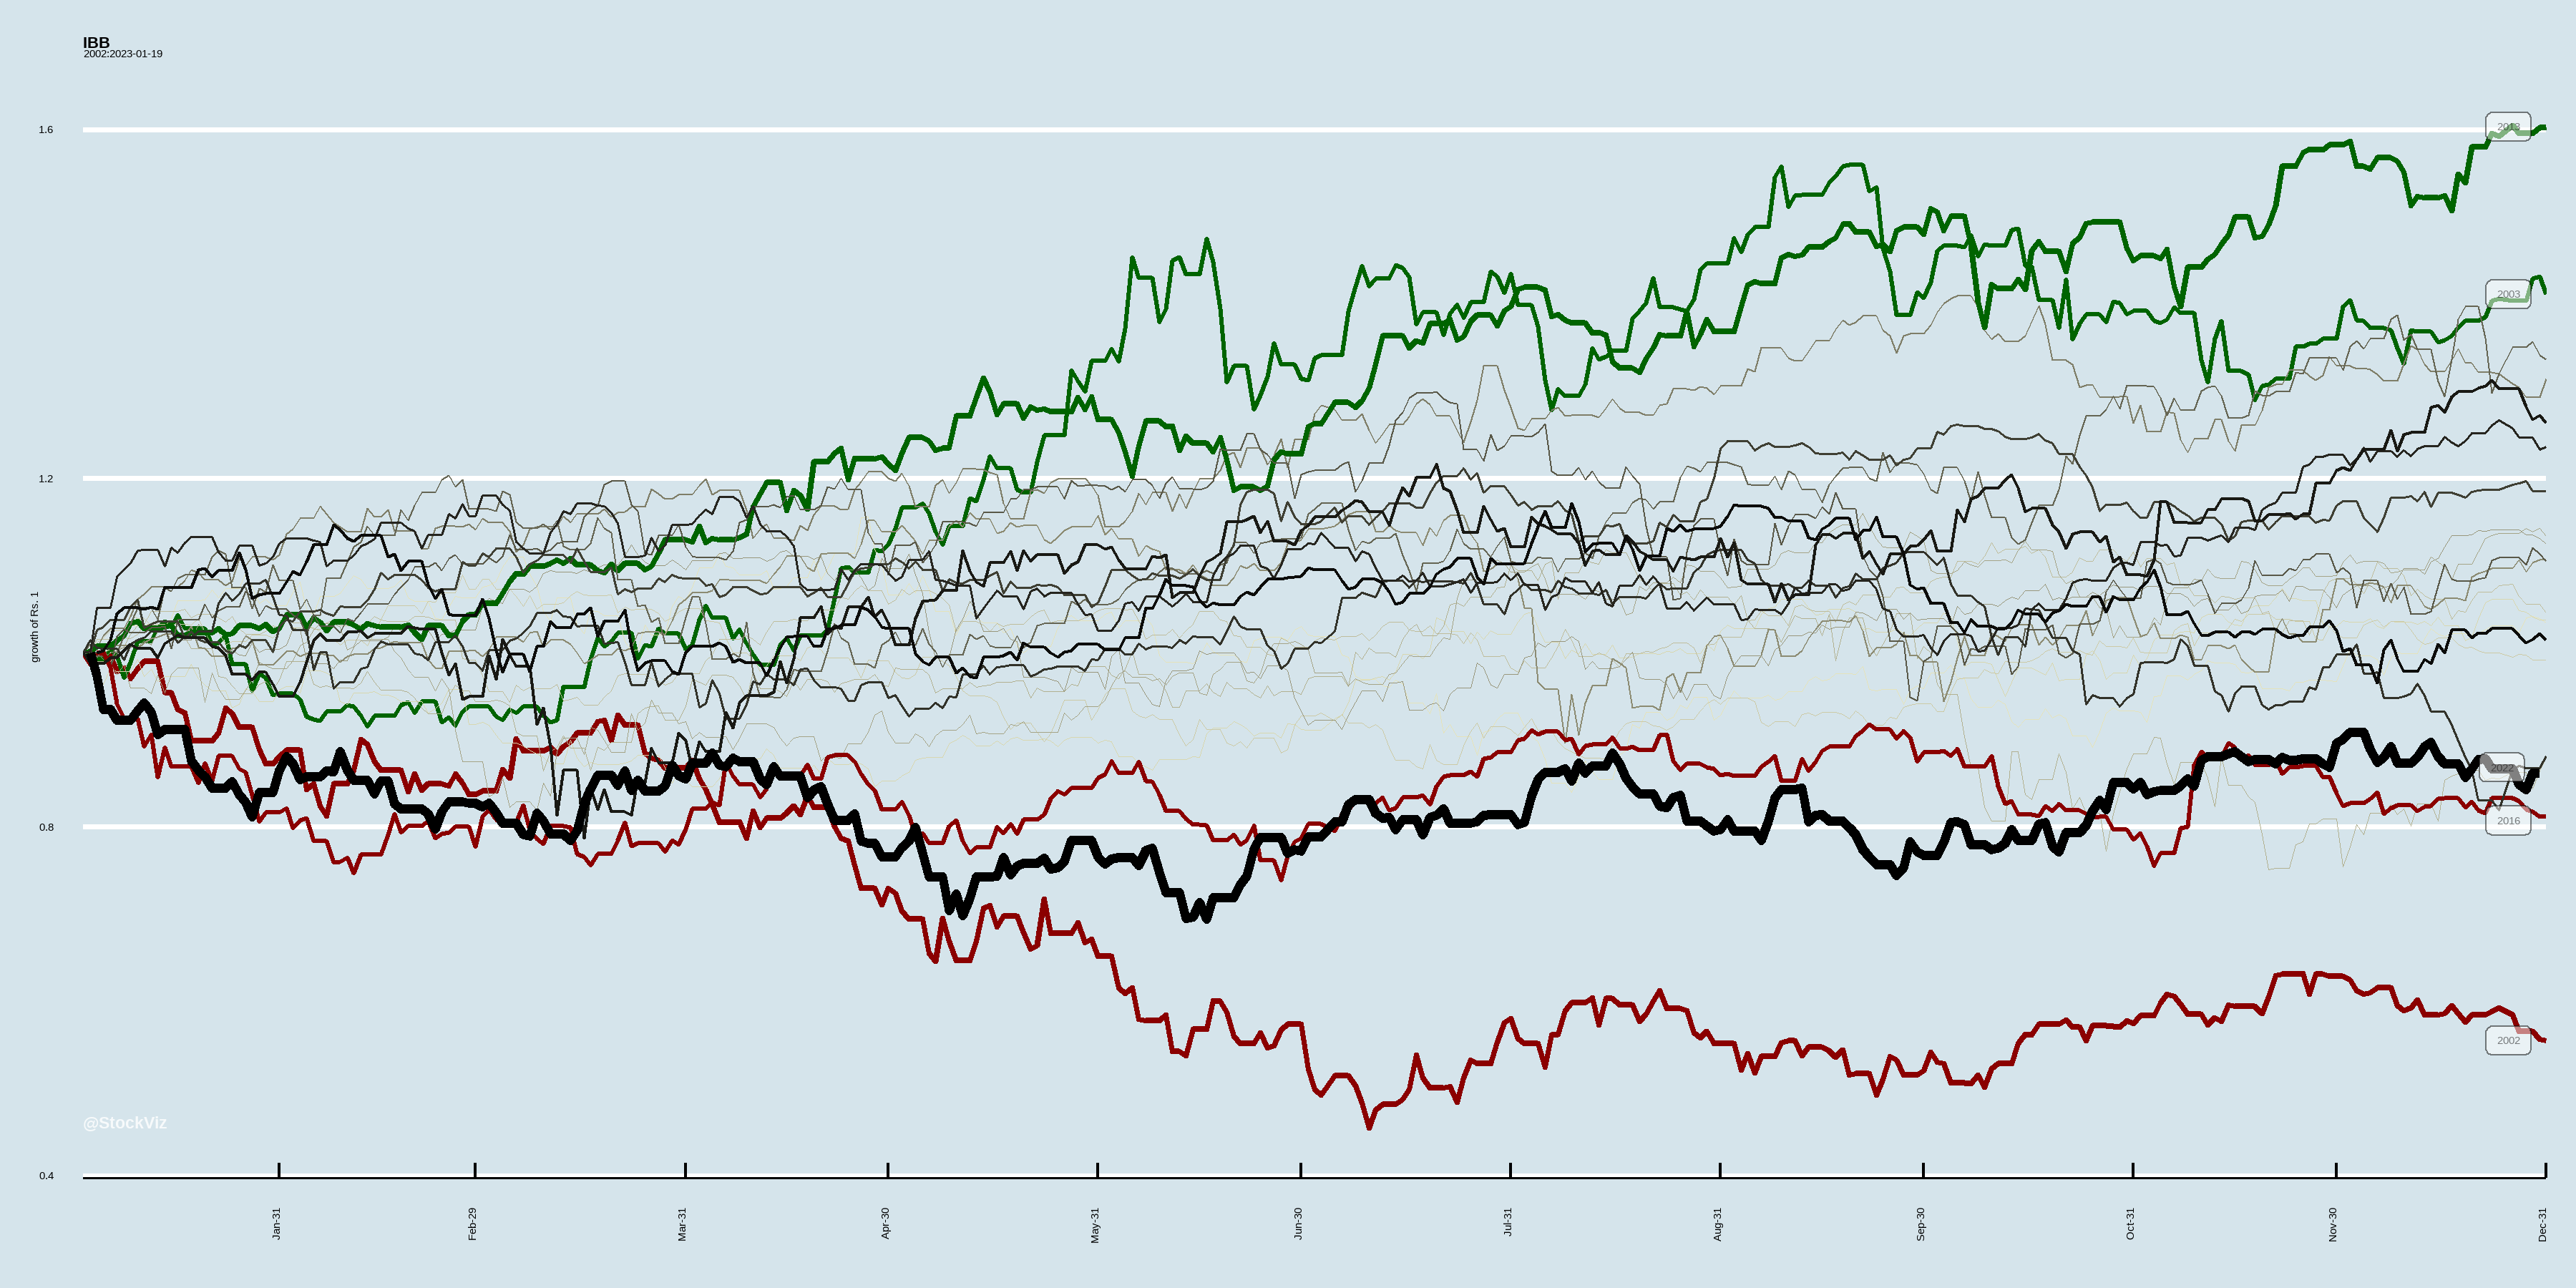 IBB
2002:2023-01-19
1.6
1.2
0.8
0.4
growth of Rs. 1
2003
2022
2016
2002
@StockViz
Jan-31
Feb-29
Mar-31
Apr-30
May-31
Jun-30
Jul-31
Aug-31
Sep-30
Oct-31
Nov-30
Dec-31